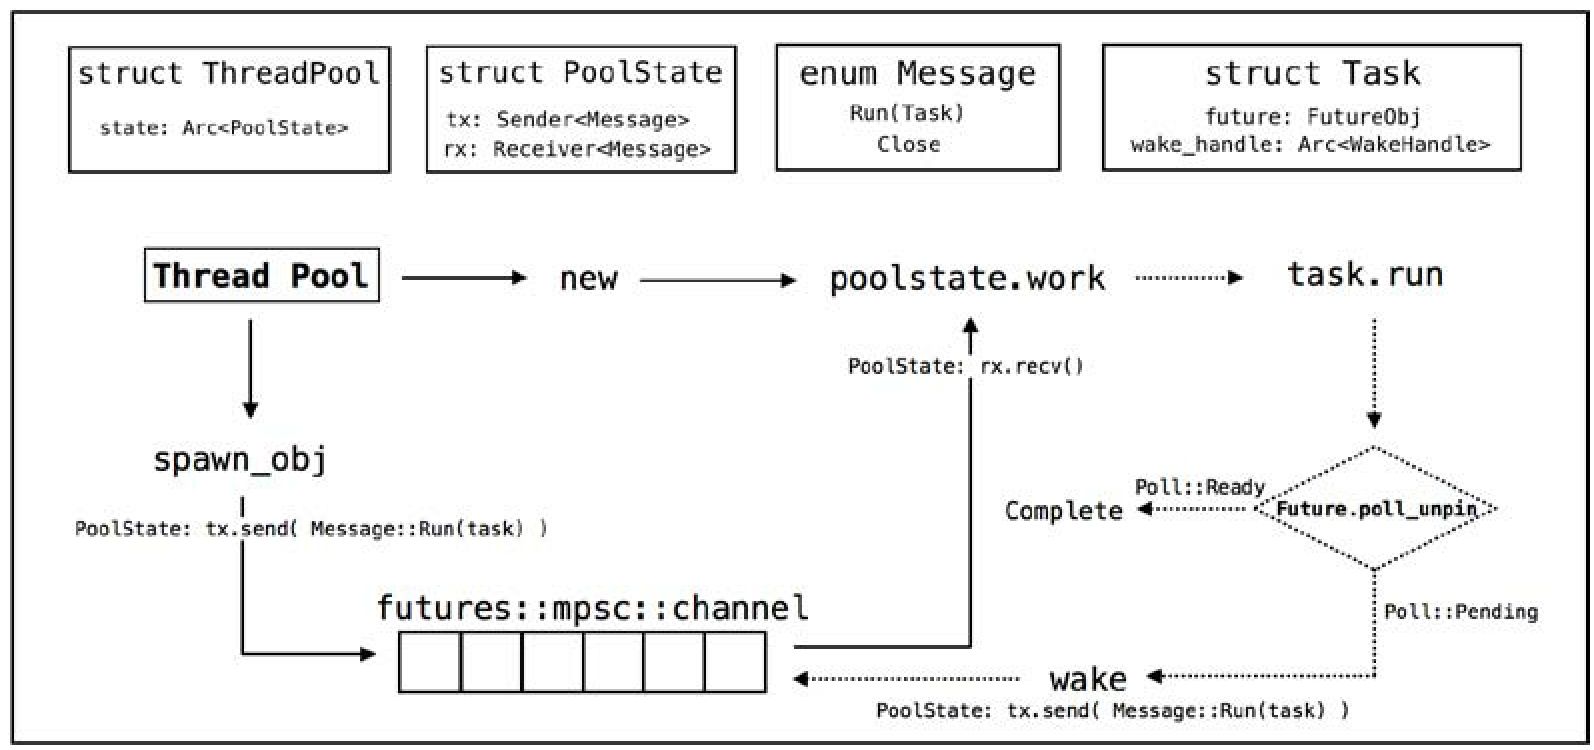 struct ThreadPool
state: Arc<PoolState>
struct PoolState
tx: Sender<Message>
rx: Receiver<Message>
enum Message
Run(Task)
Close
struct Task
future: FutureObj
wake_handle: Arc<WakeHandle>
Thread Pool
new
poolstate.work
task.run
PoolState: rx.recv()
spawn_obj
Poll::Ready
Complete
Future.poll_unpin
PoolState: tx.send( Message::Run(task) )
futures::mpsc::channel
Poll::Pending
wake
PoolState: tx.send( Message::Run(task) )